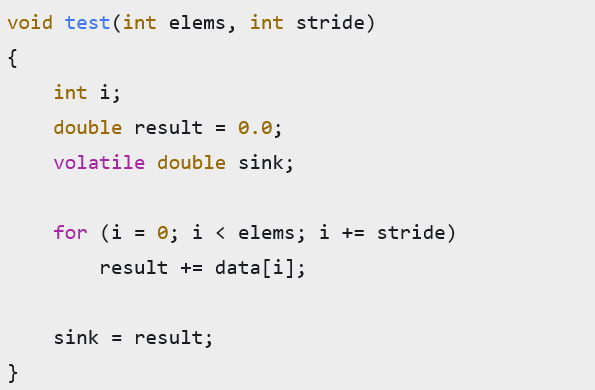 void test(int elems, int stride)
{
    int i;
    double result = 0.0;
    volatile double sink;

    for (i = 0; i < elems; i += stride)
        result += data[i];

    sink = result;
}